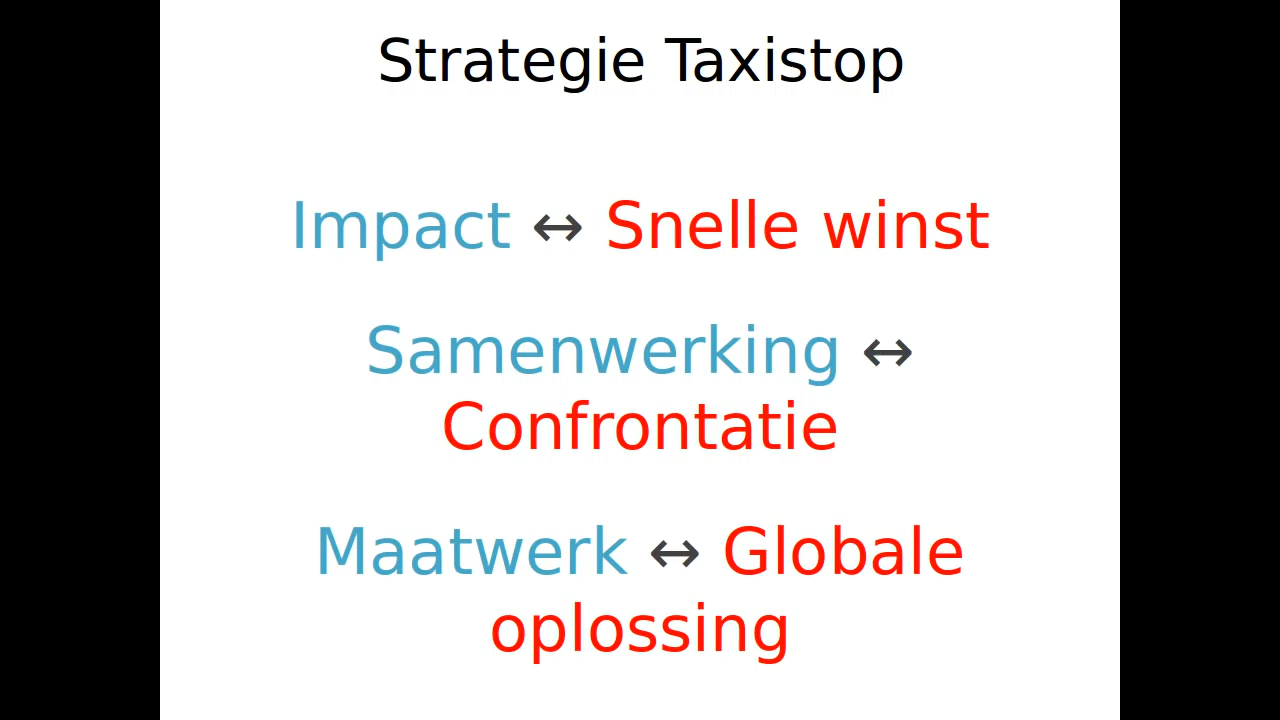 Strategie Taxistop
Impact ↔ Snelle winst
Samenwerking ↔
Confrontatie
Maatwerk ↔ Globale
oplossing